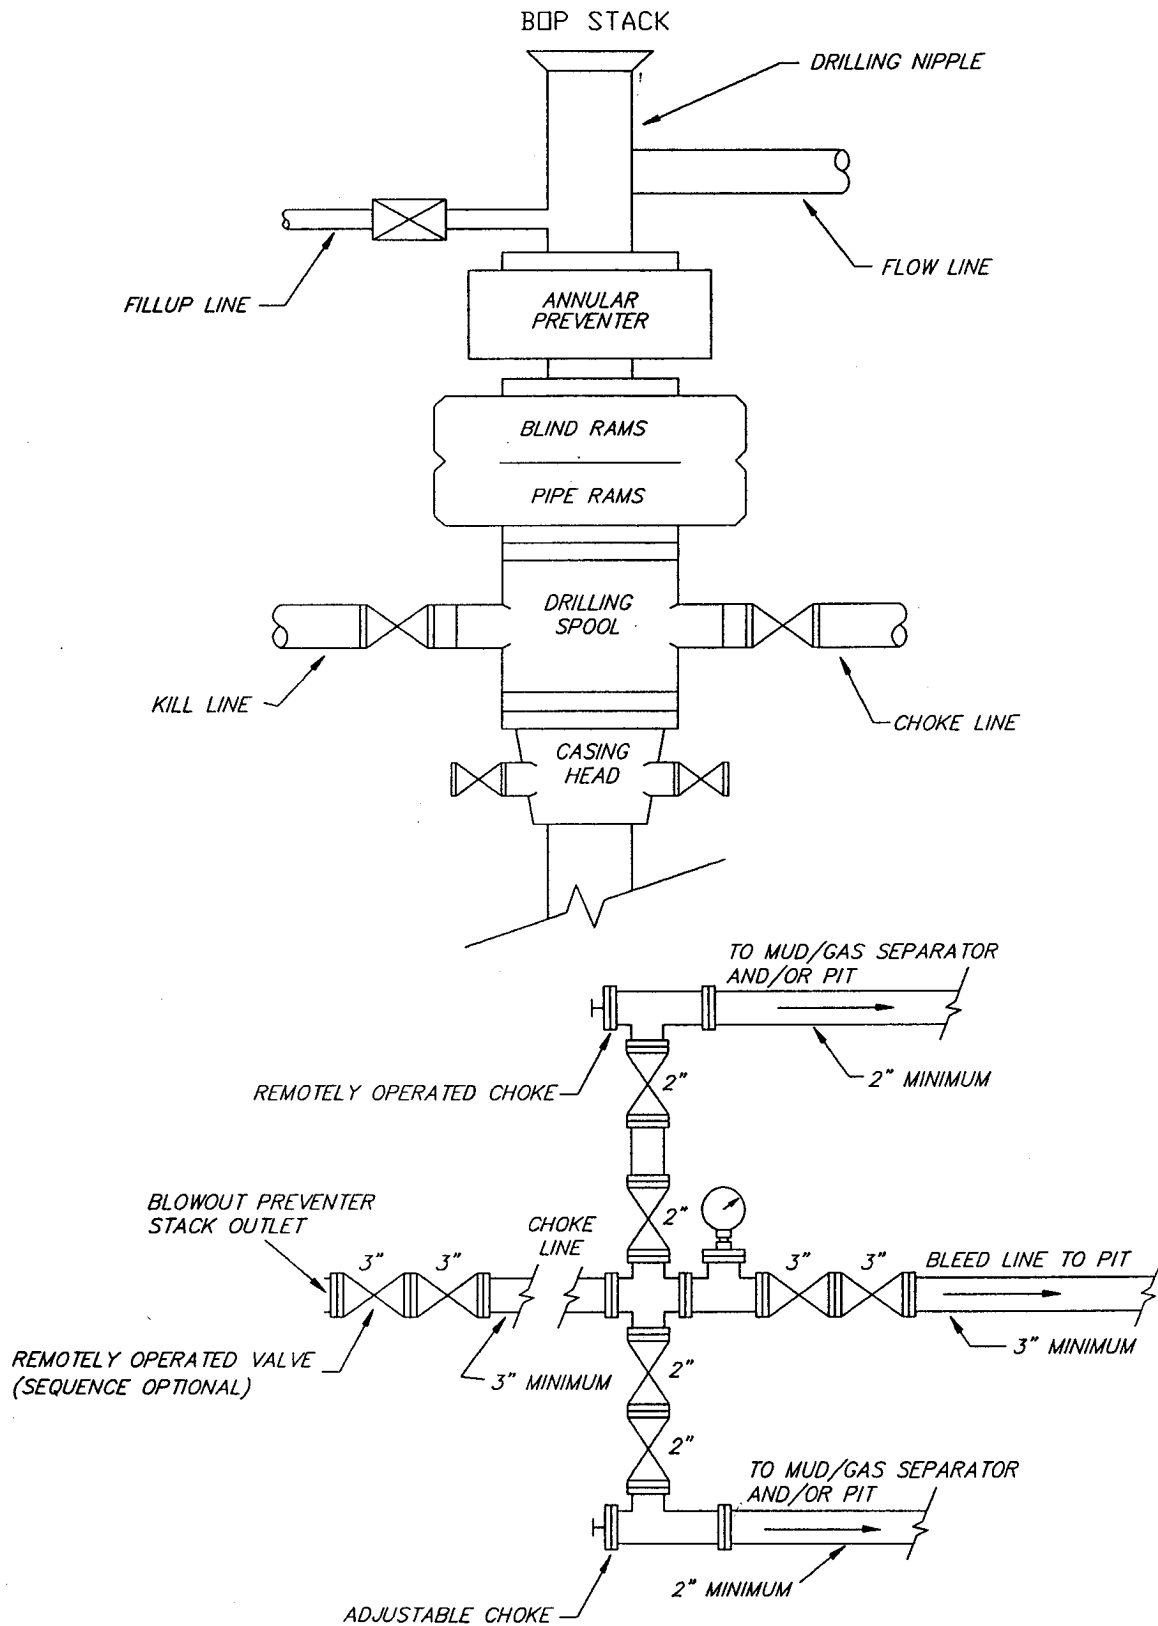 BOP STACK
DRILLING NIPPLE
FLOW LINE
FILLUP LINE
ANNULAR
PREVENTER
BLIND RAMS
PIPE RAMS
DRILLING
SPOOL
KILL LINE
CHOKE LINE
CASING
HEAD
TO MUD/GAS SEPARATOR
AND/OR PIT
2" MINIMUM
2"
REMOTELY OPERATED CHOKE
BLOWOUT PREVENTER
STACK OUTLET
2"
CHOKE
LINE
3" 3"
3" 3"
BLEED LINE TO PIT
REMOTELY OPERATED VALVE
(SEQUENCE OPTIONAL)
3" MINIMUM
3" MINIMUM
2"
2"
TO MUD/GAS SEPARATOR
AND/OR PIT
2" MINIMUM
ADJUSTABLE CHOKE